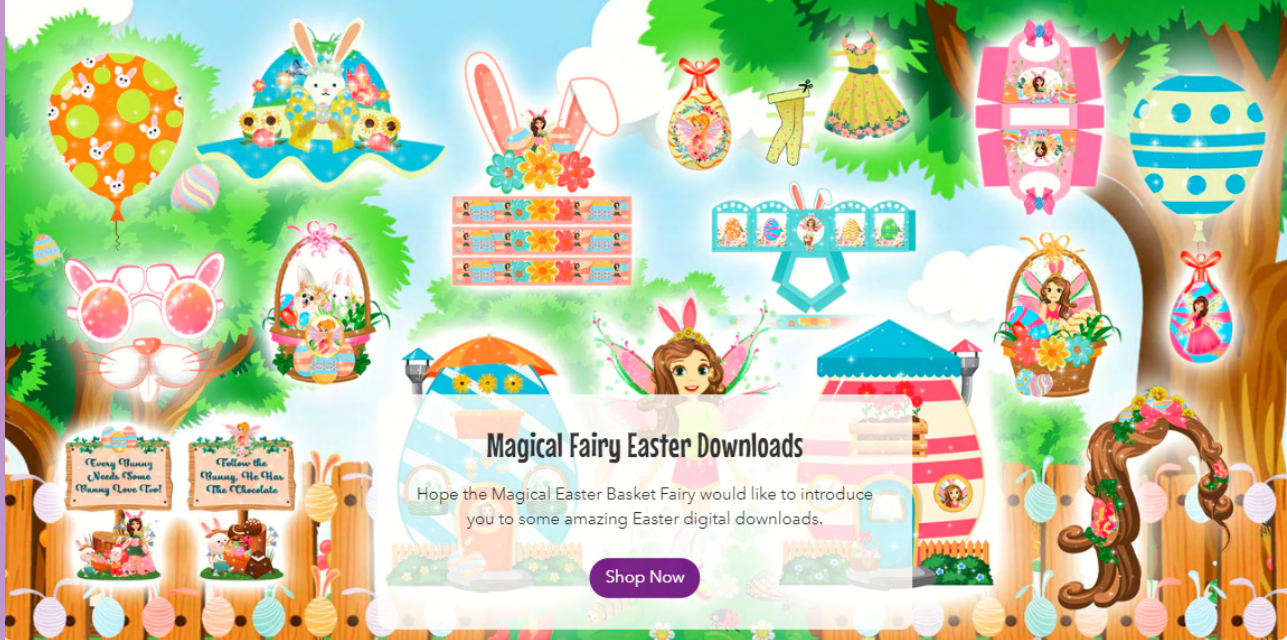 Every Bunny
Needs Some
Bunny Love Too!
Follow the
Bunny, He Has
The Chocolate
Magical Fairy Easter Downloads
Hope the Magical Easter Basket Fairy would like to introduce
you to some amazing Easter digital downloads.
Shop Now